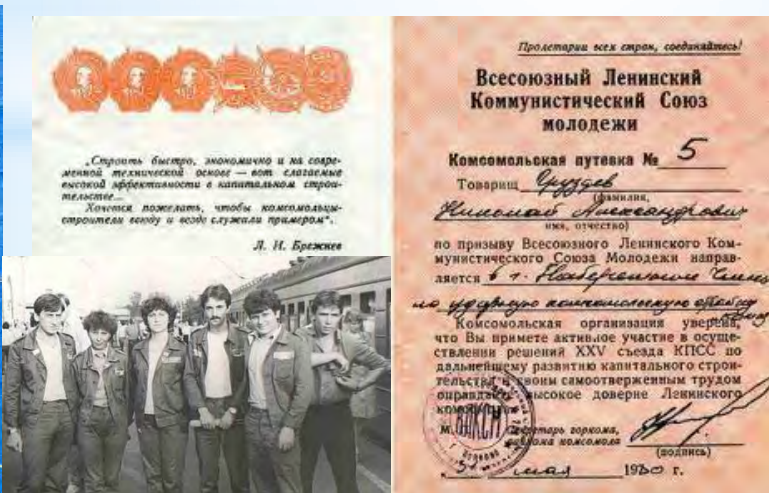 „Строить быстро, экономично и на совре-
менной технической основе — вот слагаемые
высокой эффективности в капитальном строи-
тельстве...
Хочется пожелать, чтобы комсомольцы-
строители всюду и везде служили примером“.
Л. И. Брежнев
Пролетарии всех стран, соединяйтесь!
Всесоюзный Ленинский
Коммунистический Союз
молодежи
Комсомольская путевка № 5
Товарищ Груздев
(фамилия,
Николай Александрович
имя, отчество)
по призыву Всесоюзного Ленинского Ком-
мунистического Союза Молодежи направ-
ляется в г. Набережные Челны
на ударную комсомольскую
Комсомольская организация уверена,
что Вы примете активное участие в осуще-
ствлении решений XXV съезда КПСС по
дальнейшему развитию капитального строи-
тельства и своим самоотверженным трудом
оправдаете высокое доверие Ленинского
комсомола
М.
Секретарь горкома,
райкома комсомола
(подпись)
мая 1980 г.